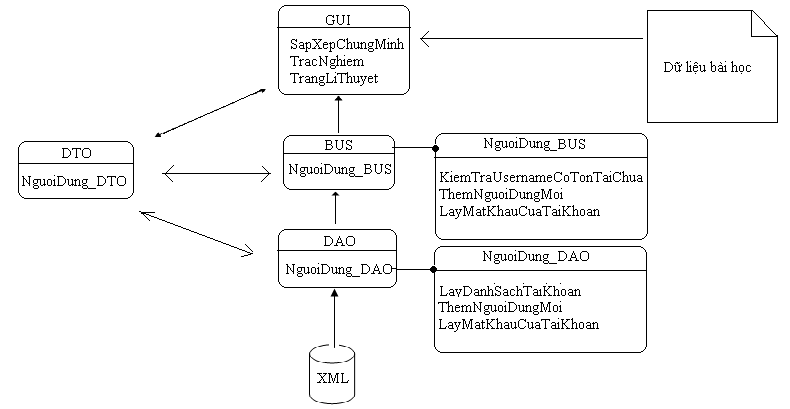 GUI
SapXepChungMinh
TracNghiem
TrangLiThuyet
Dữ liệu bài học
DTO
NguoiDung_DTO
BUS
NguoiDung_BUS
NguoiDung_BUS
KiemTraUsernameCoTonTaiChua
ThemNguoiDungMoi
LayMatKhauCuaTaiKhoan
DAO
NguoiDung_DAO
NguoiDung_DAO
LayDanhSachTaiKhoan
ThemNguoiDungMoi
LayMatKhauCuaTaiKhoan
XML